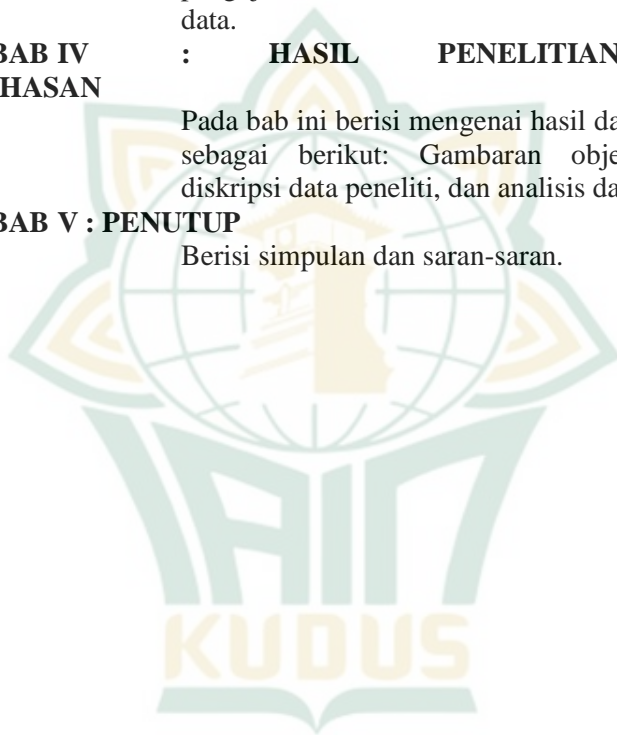 data.
BAB IV : HASIL PENELITIAN
HASAN
Pada bab ini berisi mengenai hasil da
sebagai berikut: Gambaran obje
diskripsi data peneliti, dan analisis da
BAB V : PENUTUP
Berisi simpulan dan saran-saran.
IAIN
KUDUS